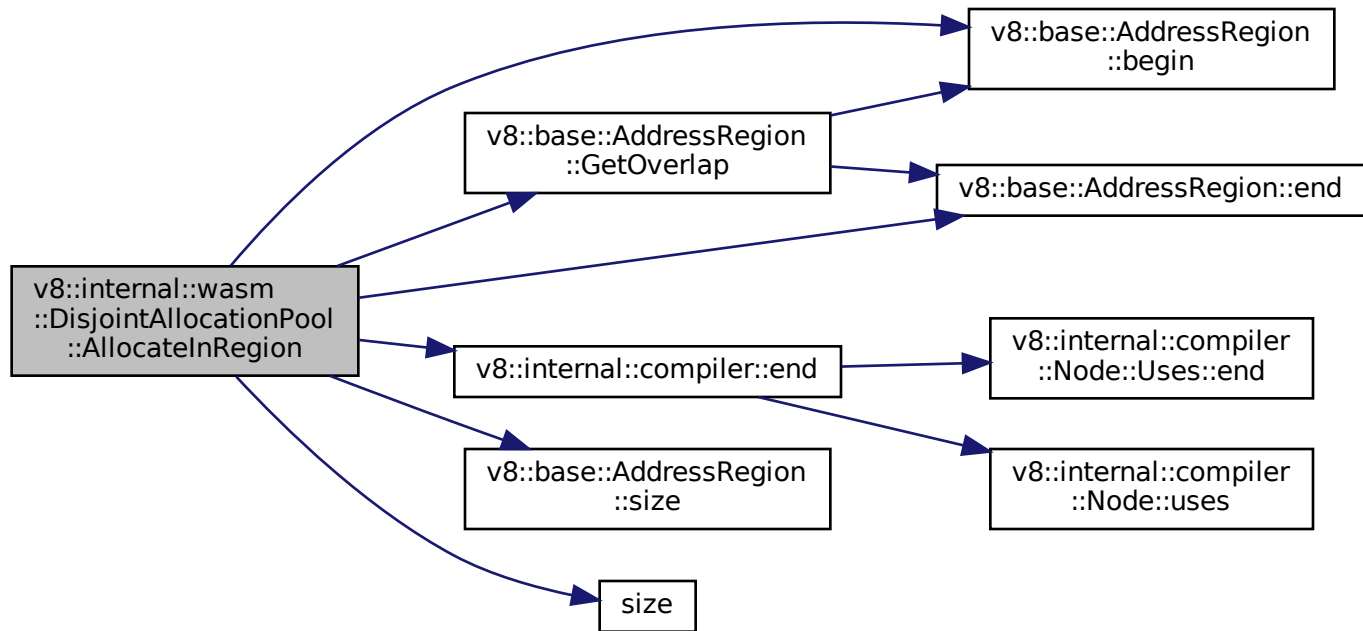 v8::internal::wasm
::DisjointAllocationPool
::AllocateInRegion
v8::base::AddressRegion
::GetOverlap
v8::internal::compiler::end
v8::base::AddressRegion
::size
size
v8::base::AddressRegion
::begin
v8::base::AddressRegion::end
v8::internal::compiler
::Node::Uses::end
v8::internal::compiler
::Node::uses